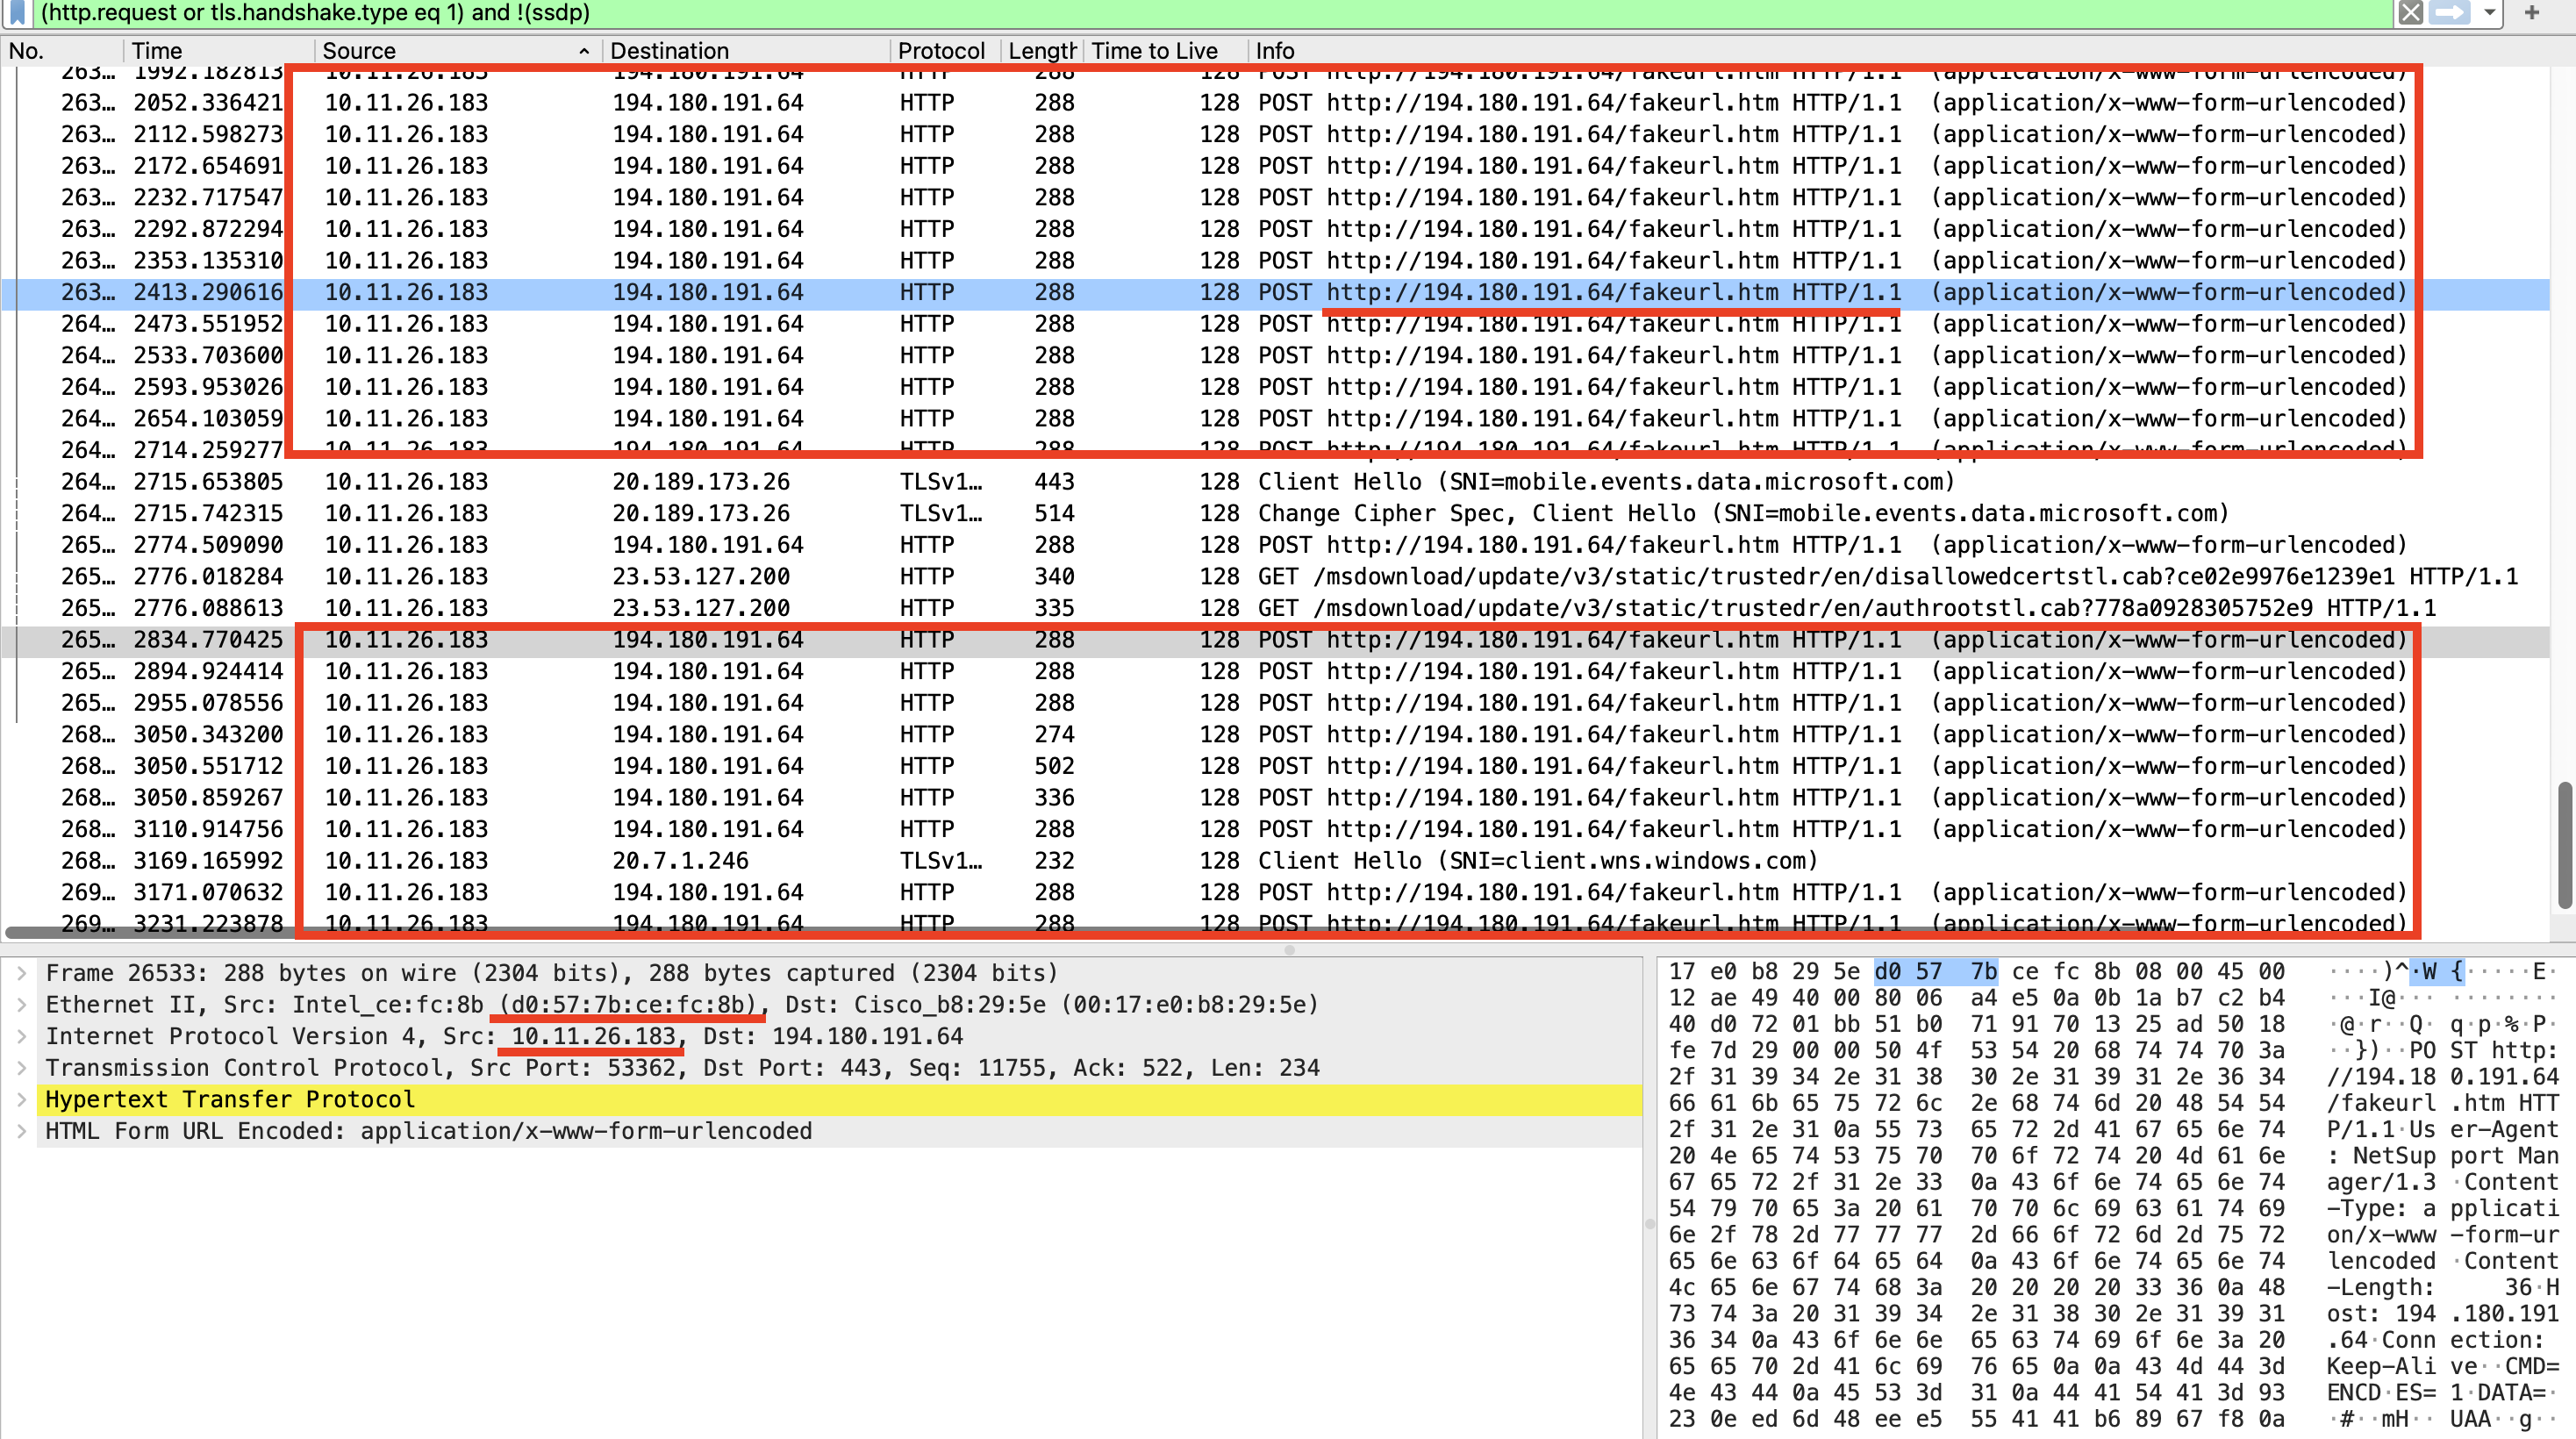 (http.request or tls.handshake.type eq 1) and !(ssdp)
No. Time Source Destination Protocol Length Time to Live Info
263… 1992.182813 10.11.26.183 194.180.191.64 HTTP 288 128 POST http://194.180.191.64/fakeurl.htm HTTP/1.1 (application/x-www-form-urlencoded)
263… 2052.336421 10.11.26.183 194.180.191.64 HTTP 288 128 POST http://194.180.191.64/fakeurl.htm HTTP/1.1 (application/x-www-form-urlencoded)
263… 2112.598273 10.11.26.183 194.180.191.64 HTTP 288 128 POST http://194.180.191.64/fakeurl.htm HTTP/1.1 (application/x-www-form-urlencoded)
263… 2172.654691 10.11.26.183 194.180.191.64 HTTP 288 128 POST http://194.180.191.64/fakeurl.htm HTTP/1.1 (application/x-www-form-urlencoded)
263… 2232.717547 10.11.26.183 194.180.191.64 HTTP 288 128 POST http://194.180.191.64/fakeurl.htm HTTP/1.1 (application/x-www-form-urlencoded)
263… 2292.872294 10.11.26.183 194.180.191.64 HTTP 288 128 POST http://194.180.191.64/fakeurl.htm HTTP/1.1 (application/x-www-form-urlencoded)
263… 2353.135310 10.11.26.183 194.180.191.64 HTTP 288 128 POST http://194.180.191.64/fakeurl.htm HTTP/1.1 (application/x-www-form-urlencoded)
263… 2413.290616 10.11.26.183 194.180.191.64 HTTP 288 128 POST http://194.180.191.64/fakeurl.htm HTTP/1.1 (application/x-www-form-urlencoded)
264… 2473.551952 10.11.26.183 194.180.191.64 HTTP 288 128 POST http://194.180.191.64/fakeurl.htm HTTP/1.1 (application/x-www-form-urlencoded)
264… 2533.703600 10.11.26.183 194.180.191.64 HTTP 288 128 POST http://194.180.191.64/fakeurl.htm HTTP/1.1 (application/x-www-form-urlencoded)
264… 2593.953026 10.11.26.183 194.180.191.64 HTTP 288 128 POST http://194.180.191.64/fakeurl.htm HTTP/1.1 (application/x-www-form-urlencoded)
264… 2654.103059 10.11.26.183 194.180.191.64 HTTP 288 128 POST http://194.180.191.64/fakeurl.htm HTTP/1.1 (application/x-www-form-urlencoded)
264… 2714.259277 10.11.26.183 194.180.191.64 HTTP 288 128 POST http://194.180.191.64/fakeurl.htm HTTP/1.1 (application/x-www-form-urlencoded)
264… 2715.653805 10.11.26.183 20.189.173.26 TLSv1… 443 128 Client Hello (SNI=mobile.events.data.microsoft.com)
264… 2715.742315 10.11.26.183 20.189.173.26 TLSv1… 514 128 Change Cipher Spec, Client Hello (SNI=mobile.events.data.microsoft.com)
265… 2774.509090 10.11.26.183 194.180.191.64 HTTP 288 128 POST http://194.180.191.64/fakeurl.htm HTTP/1.1 (application/x-www-form-urlencoded)
265… 2776.018284 10.11.26.183 23.53.127.200 HTTP 340 128 GET /msdownload/update/v3/static/trustedr/en/disallowedcertstl.cab?ce02e9976e1239e1 HTTP/1.1
265… 2776.088613 10.11.26.183 23.53.127.200 HTTP 335 128 GET /msdownload/update/v3/static/trustedr/en/authrootstl.cab?778a0928305752e9 HTTP/1.1
265… 2834.770425 10.11.26.183 194.180.191.64 HTTP 288 128 POST http://194.180.191.64/fakeurl.htm HTTP/1.1 (application/x-www-form-urlencoded)
265… 2894.924414 10.11.26.183 194.180.191.64 HTTP 288 128 POST http://194.180.191.64/fakeurl.htm HTTP/1.1 (application/x-www-form-urlencoded)
265… 2955.078556 10.11.26.183 194.180.191.64 HTTP 288 128 POST http://194.180.191.64/fakeurl.htm HTTP/1.1 (application/x-www-form-urlencoded)
268… 3050.343200 10.11.26.183 194.180.191.64 HTTP 274 128 POST http://194.180.191.64/fakeurl.htm HTTP/1.1 (application/x-www-form-urlencoded)
268… 3050.551712 10.11.26.183 194.180.191.64 HTTP 502 128 POST http://194.180.191.64/fakeurl.htm HTTP/1.1 (application/x-www-form-urlencoded)
268… 3050.859267 10.11.26.183 194.180.191.64 HTTP 336 128 POST http://194.180.191.64/fakeurl.htm HTTP/1.1 (application/x-www-form-urlencoded)
268… 3110.914756 10.11.26.183 194.180.191.64 HTTP 288 128 POST http://194.180.191.64/fakeurl.htm HTTP/1.1 (application/x-www-form-urlencoded)
268… 3169.165992 10.11.26.183 20.7.1.246 TLSv1… 232 128 Client Hello (SNI=client.wns.windows.com)
269… 3171.070632 10.11.26.183 194.180.191.64 HTTP 288 128 POST http://194.180.191.64/fakeurl.htm HTTP/1.1 (application/x-www-form-urlencoded)
269… 3231.223878 10.11.26.183 194.180.191.64 HTTP 288 128 POST http://194.180.191.64/fakeurl.htm HTTP/1.1 (application/x-www-form-urlencoded)
Frame 26533: 288 bytes on wire (2304 bits), 288 bytes captured (2304 bits)
Ethernet II, Src: Intel_ce:fc:8b (d0:57:7b:ce:fc:8b), Dst: Cisco_b8:29:5e (00:17:e0:b8:29:5e)
Internet Protocol Version 4, Src: 10.11.26.183, Dst: 194.180.191.64
Transmission Control Protocol, Src Port: 53362, Dst Port: 443, Seq: 11755, Ack: 522, Len: 234
Hypertext Transfer Protocol
HTML Form URL Encoded: application/x-www-form-urlencoded
17 e0 b8 29 5e d0 57 7b ce fc 8b 08 00 45 00 ····)^·W {·····E·
12 ae 49 40 00 80 06 a4 e5 0a 0b 1a b7 c2 b4 ···I@··· ········
40 d0 72 01 bb 51 b0 71 91 70 13 25 ad 50 18 ·@·r··Q· q·p·%·P·
fe 7d 29 00 00 50 4f 53 54 20 68 74 74 70 3a ··})··PO ST http:
2f 31 39 34 2e 31 38 30 2e 31 39 31 2e 36 34 //194.18 0.191.64
66 61 6b 65 75 72 6c 2e 68 74 6d 20 48 54 54 /fakeurl .htm HTT
2f 31 2e 31 0a 55 73 65 72 2d 41 67 65 6e 74 P/1.1·Us er-Agent
20 4e 65 74 53 75 70 70 6f 72 74 20 4d 61 6e : NetSup port Man
67 65 72 2f 31 2e 33 0a 43 6f 6e 74 65 6e 74 ager/1.3 ·Content
54 79 70 65 3a 20 61 70 70 6c 69 63 61 74 69 -Type: a pplicati
6e 2f 78 2d 77 77 77 2d 66 6f 72 6d 2d 75 72 on/x-www -form-ur
65 6e 63 6f 64 65 64 0a 43 6f 6e 74 65 6e 74 lencoded ·Content
4c 65 6e 67 74 68 3a 20 20 20 20 33 36 0a 48 -Length:     36·H
73 74 3a 20 31 39 34 2e 31 38 30 2e 31 39 31 ost: 194 .180.191
36 34 0a 43 6f 6e 6e 65 63 74 69 6f 6e 3a 20 .64·Conn ection:
65 65 70 2d 41 6c 69 76 65 0a 0a 43 4d 44 3d Keep-Ali ve··CMD=
4e 43 44 0a 45 53 3d 31 0a 44 41 54 41 3d 93 ENCD·ES= 1·DATA=·
23 0e ed 6d 48 ee e5 55 41 41 b6 89 67 f8 0a ·#··mH·· UAA··g··